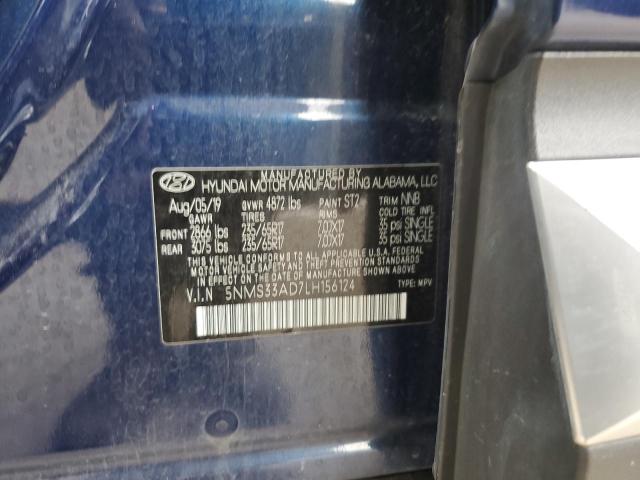 MANUFACTURED BY
HYUNDAI MOTOR MANUFACTURING ALABAMA, LLC
Aug/05/19 GVWR 4872 lbs PAINT ST2 TRIM NNB
GAWR TIRES RIMS COLD TIRE INFL
FRONT 2866 lbs 235/65R17 7.0JX17 35 psi SINGLE
REAR 3075 lbs 235/65R17 7.0JX17 35 psi SINGLE
THIS VEHICLE CONFORMS TO ALL APPLICABLE U.S.A. FEDERAL
MOTOR VEHICLE SAFETY, BUMPER, AND THEFT PREVENTION STANDARDS
IN EFFECT ON THE DATE OF MANUFACTURE SHOWN ABOVE.
V.I.N 5NMS33AD7LH156124 TYPE: MPV